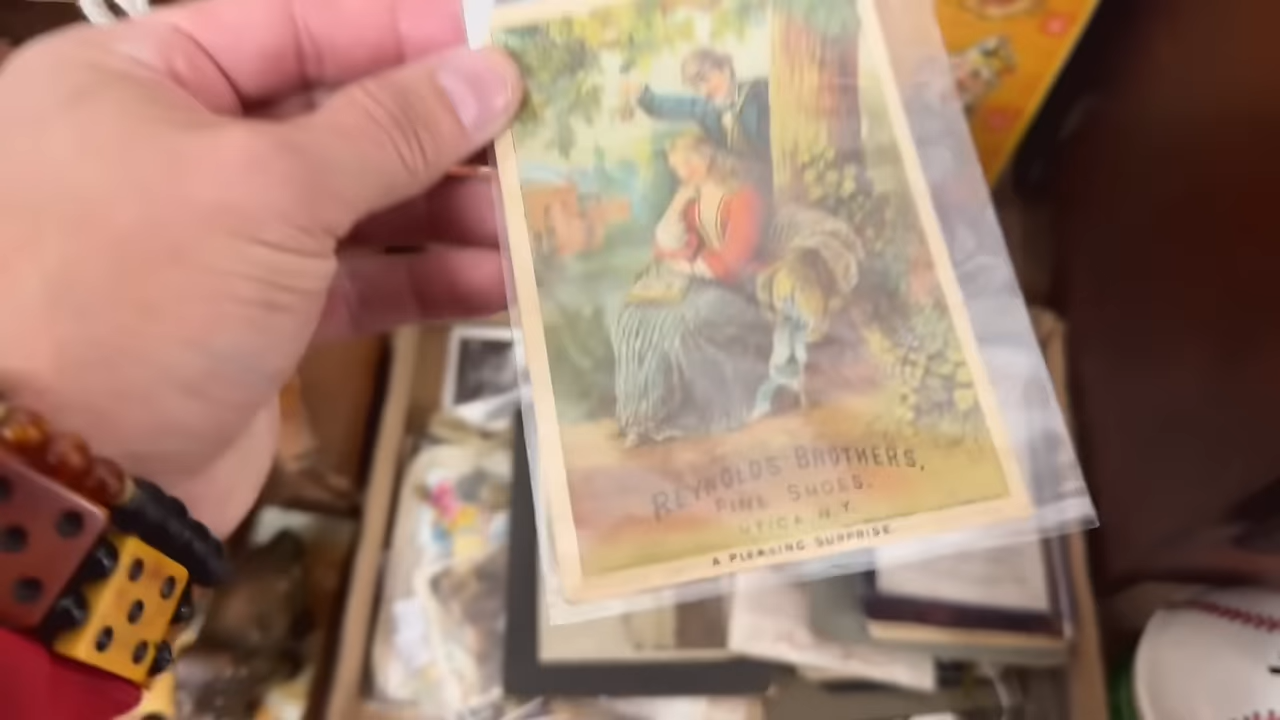 REYNOLDS BROTHERS,
FINE SHOES.
UTICA N.Y.
A PLEASING SURPRISE